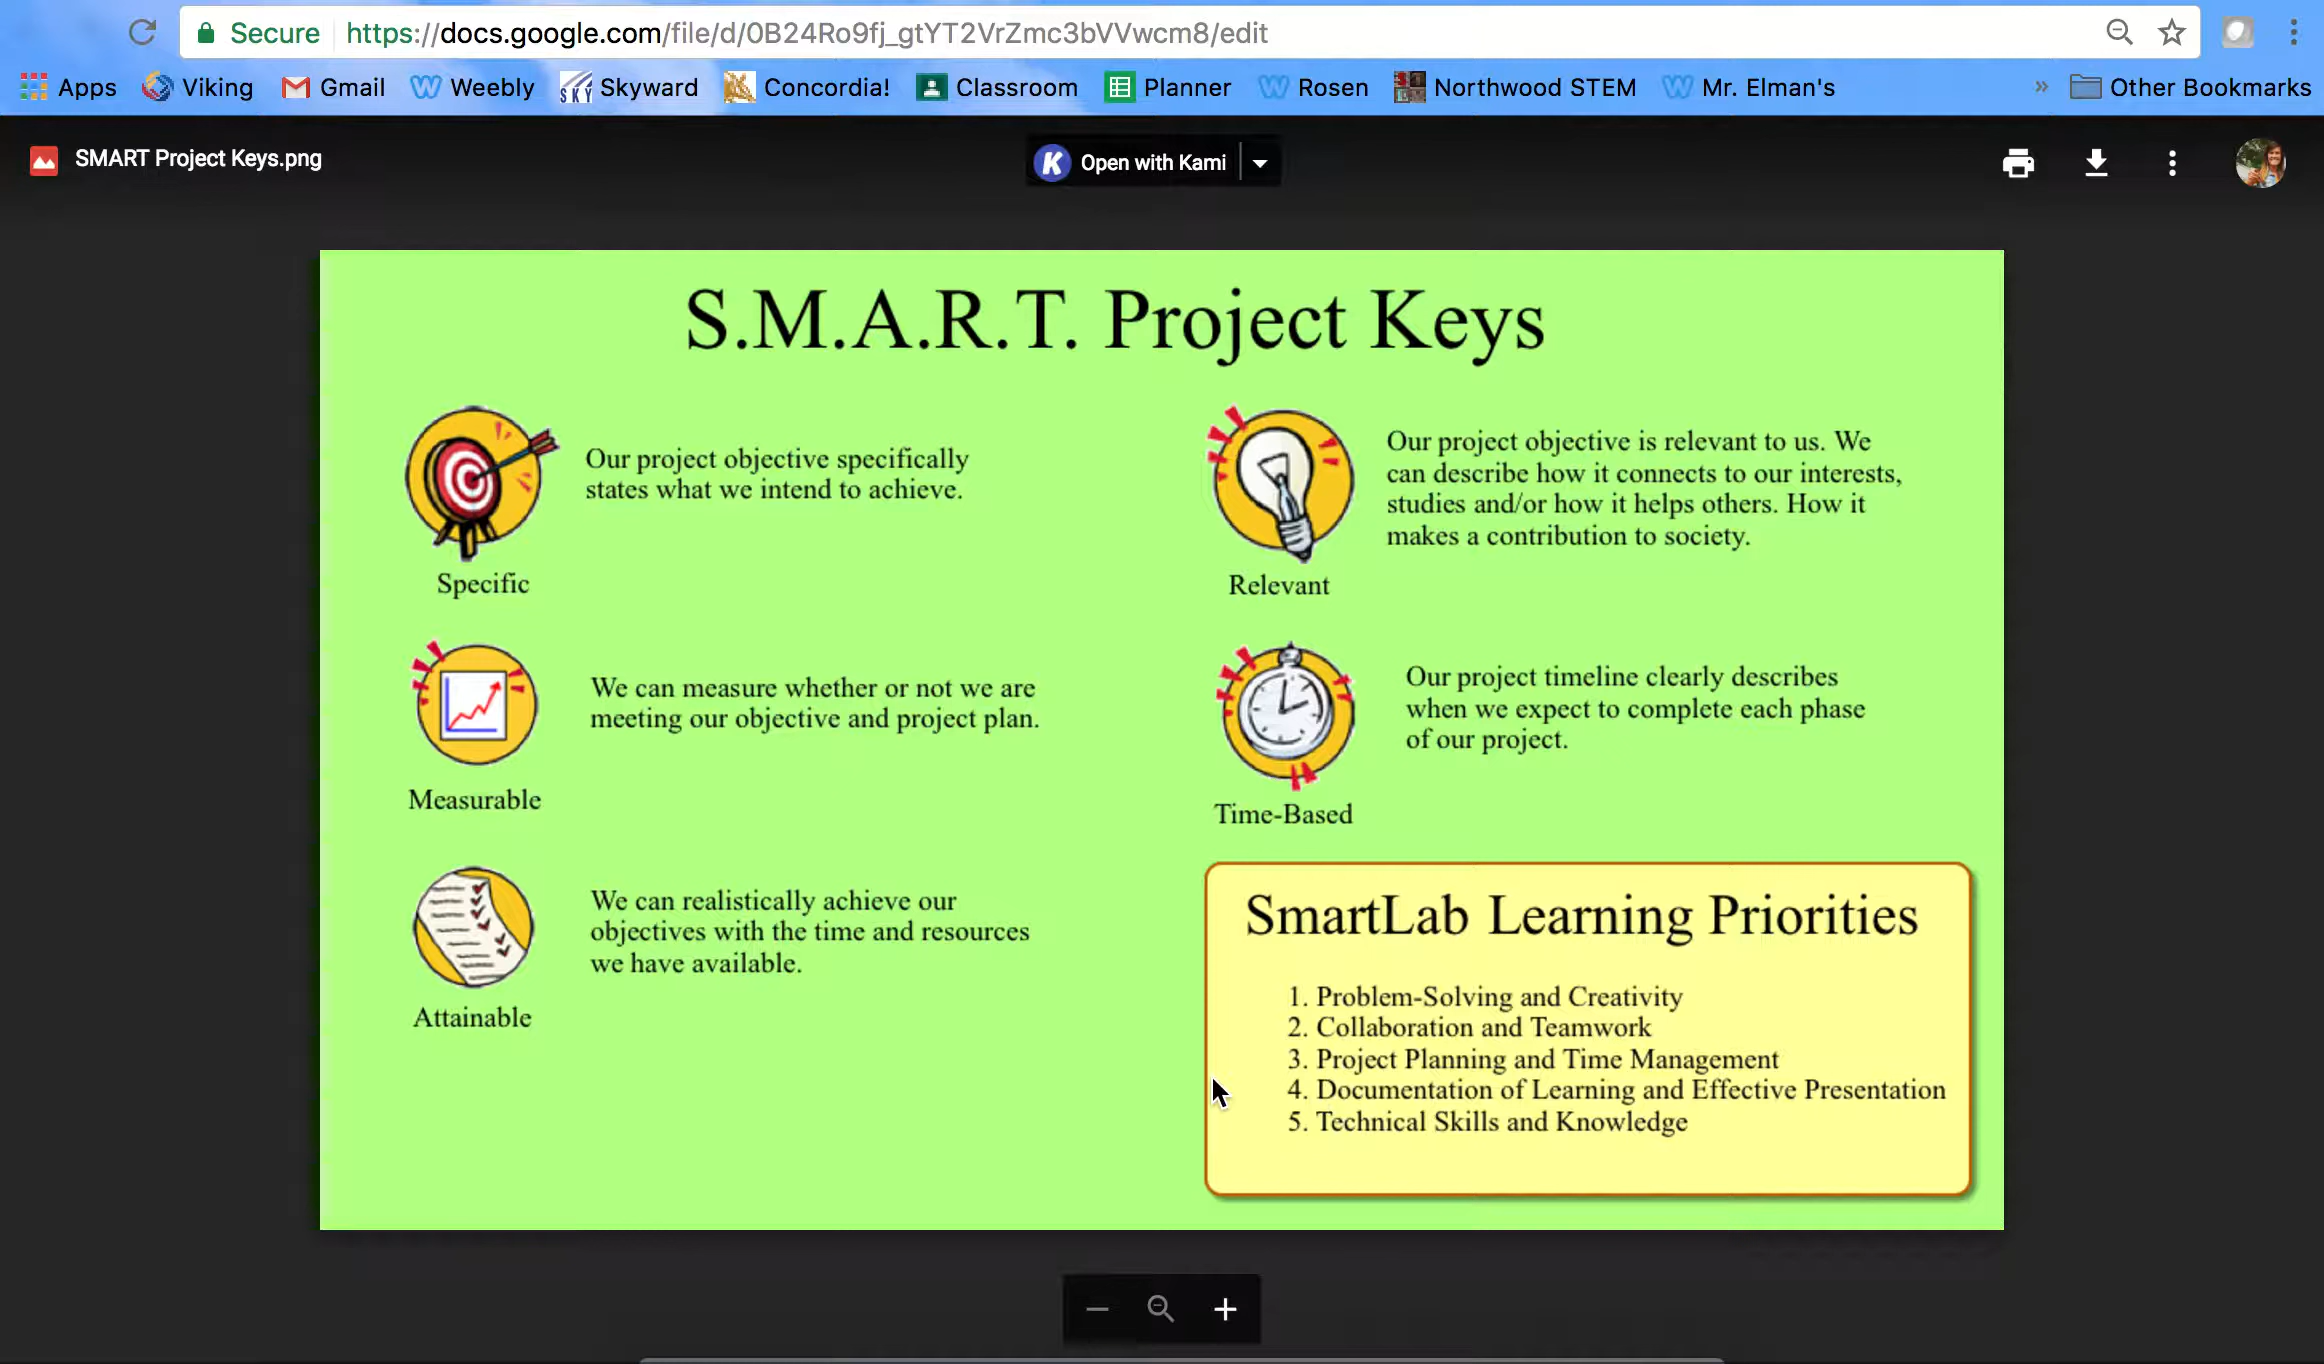 Secure https://docs.google.com/file/d/0B24Ro9fj_gtYT2VrZmc3bVVwcm8/edit
Apps Viking Gmail Weebly SKY Skyward Concordia! Classroom Planner Rosen Northwood STEM Mr. Elman's » Other Bookmarks
SMART Project Keys.png
K Open with Kami
S.M.A.R.T. Project Keys
Our project objective specifically
states what we intend to achieve.
Specific
We can measure whether or not we are
meeting our objective and project plan.
Measurable
We can realistically achieve our
objectives with the time and resources
we have available.
Attainable
Our project objective is relevant to us. We
can describe how it connects to our interests,
studies and/or how it helps others. How it
makes a contribution to society.
Relevant
Our project timeline clearly describes
when we expect to complete each phase
of our project.
Time-Based
SmartLab Learning Priorities
1. Problem-Solving and Creativity
2. Collaboration and Teamwork
3. Project Planning and Time Management
4. Documentation of Learning and Effective Presentation
5. Technical Skills and Knowledge